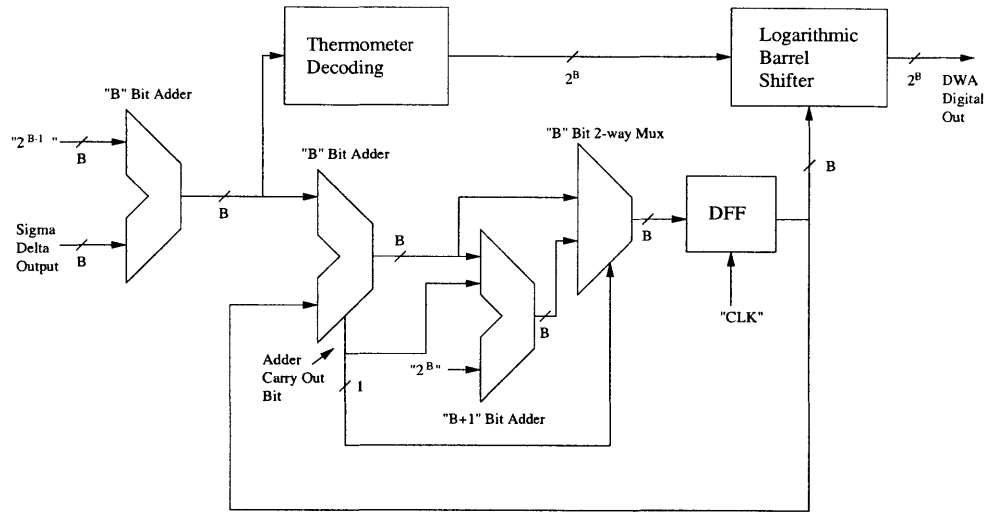 Thermometer
Decoding
Logarithmic
Barrel
Shifter
2^B
2^B
DWA
Digital
Out
"B" Bit Adder
"2^{B-1} "
B
"B" Bit Adder
"B" Bit 2-way Mux
B
B
Sigma
Delta
Output
B
B
B
DFF
"CLK"
B
Adder
Carry Out
Bit
1
"2^B"
"B+1" Bit Adder